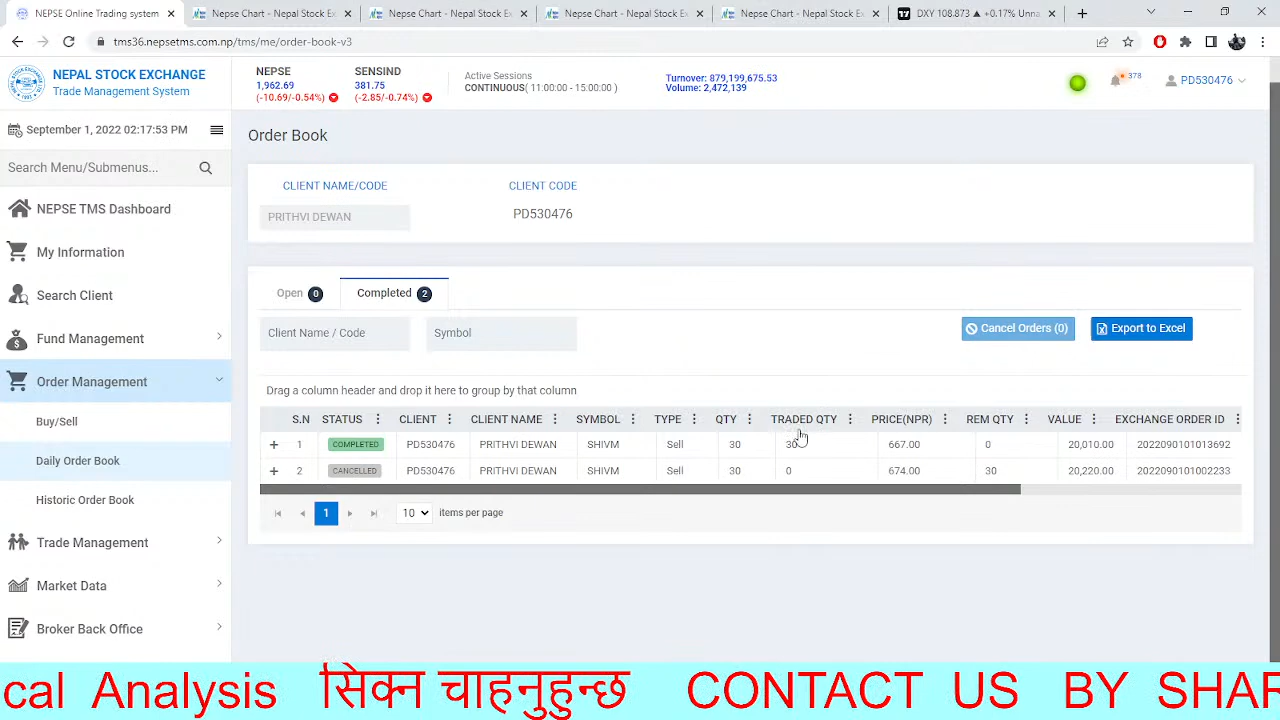 NEPSE Online Trading system
Nepse Chart - Nepal Stock Ex
Nepse Chart - Nepal Stock Ex
Nepse Chart - Nepal Stock Ex
Nepse Chart - Nepal Stock Ex
DXY 108.873 ▲ +0.17% Unna
tms36.nepsetms.com.np/tms/me/order-book-v3
NEPAL STOCK EXCHANGE
Trade Management System
NEPSE
1,962.69
(-10.69/-0.54%)
SENSIND
381.75
(-2.85/-0.74%)
Active Sessions
CONTINUOUS( 11:00:00 - 15:00:00 )
Turnover: 879,199,675.53
Volume: 2,472,139
378
PD530476
September 1, 2022 02:17:53 PM
Search Menu/Submenus...
NEPSE TMS Dashboard
My Information
Search Client
Fund Management
Order Management
Buy/Sell
Daily Order Book
Historic Order Book
Trade Management
Market Data
Broker Back Office
Order Book
CLIENT NAME/CODE CLIENT CODE
PRITHVI DEWAN PD530476
Open 0 Completed 2
Client Name / Code Symbol Cancel Orders (0) Export to Excel
Drag a column header and drop it here to group by that column
S.N STATUS CLIENT CLIENT NAME SYMBOL TYPE QTY TRADED QTY PRICE(NPR) REM QTY VALUE EXCHANGE ORDER ID
+ 1 COMPLETED PD530476 PRITHVI DEWAN SHIVM Sell 30 30 667.00 0 20,010.00 2022090101013692
+ 2 CANCELLED PD530476 PRITHVI DEWAN SHIVM Sell 30 0 674.00 30 20,220.00 2022090101002233
1 10 items per page
cal Analysis सिक्न चाहनुहुन्छ CONTACT US BY SHAR